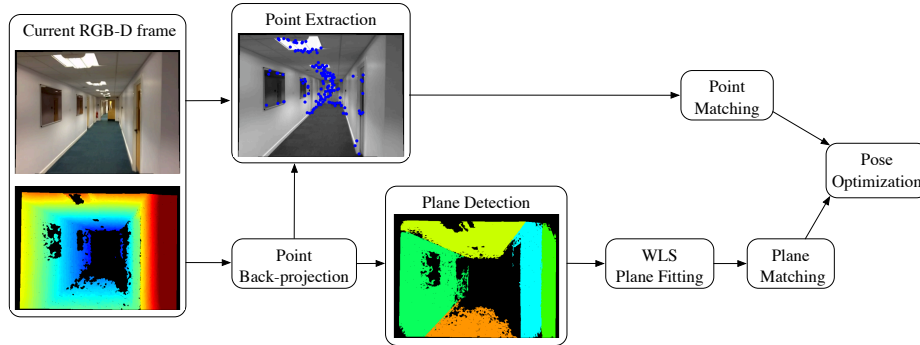 Current RGB-D frame
Point Extraction
Point
Matching
Pose
Optimization
Plane Detection
Point
Back-projection
WLS
Plane Fitting
Plane
Matching